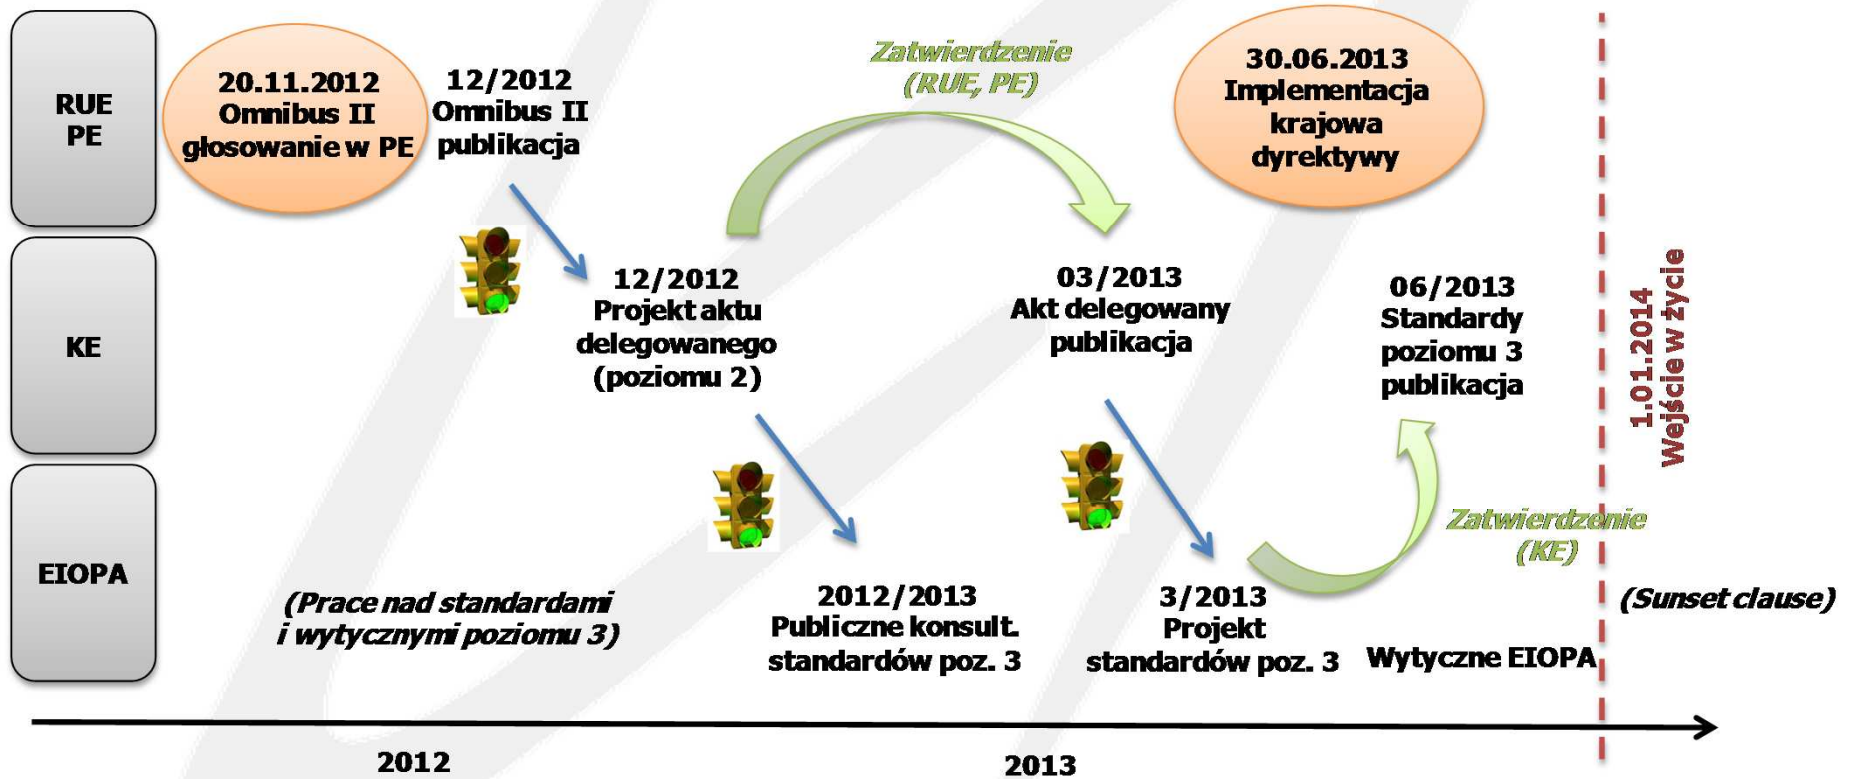 RUE
PE
20.11.2012
Omnibus II
głosowanie w PE
12/2012
Omnibus II
publikacja
Zatwierdzenie
(RUE, PE)
30.06.2013
Implementacja
krajowa
dyrektywy
KE
12/2012
Projekt aktu
delegowanego
(poziomu 2)
03/2013
Akt delegowany
publikacja
06/2013
Standardy
poziomu 3
publikacja
1.01.2014
Wejście w życie
EIOPA
(Prace nad standardami
i wytycznymi poziomu 3)
2012/2013
Publiczne konsult.
standardów poz. 3
3/2013
Projekt
standardów poz. 3
Zatwierdzenie
(KE)
Wytyczne EIOPA
(Sunset clause)
2012
2013